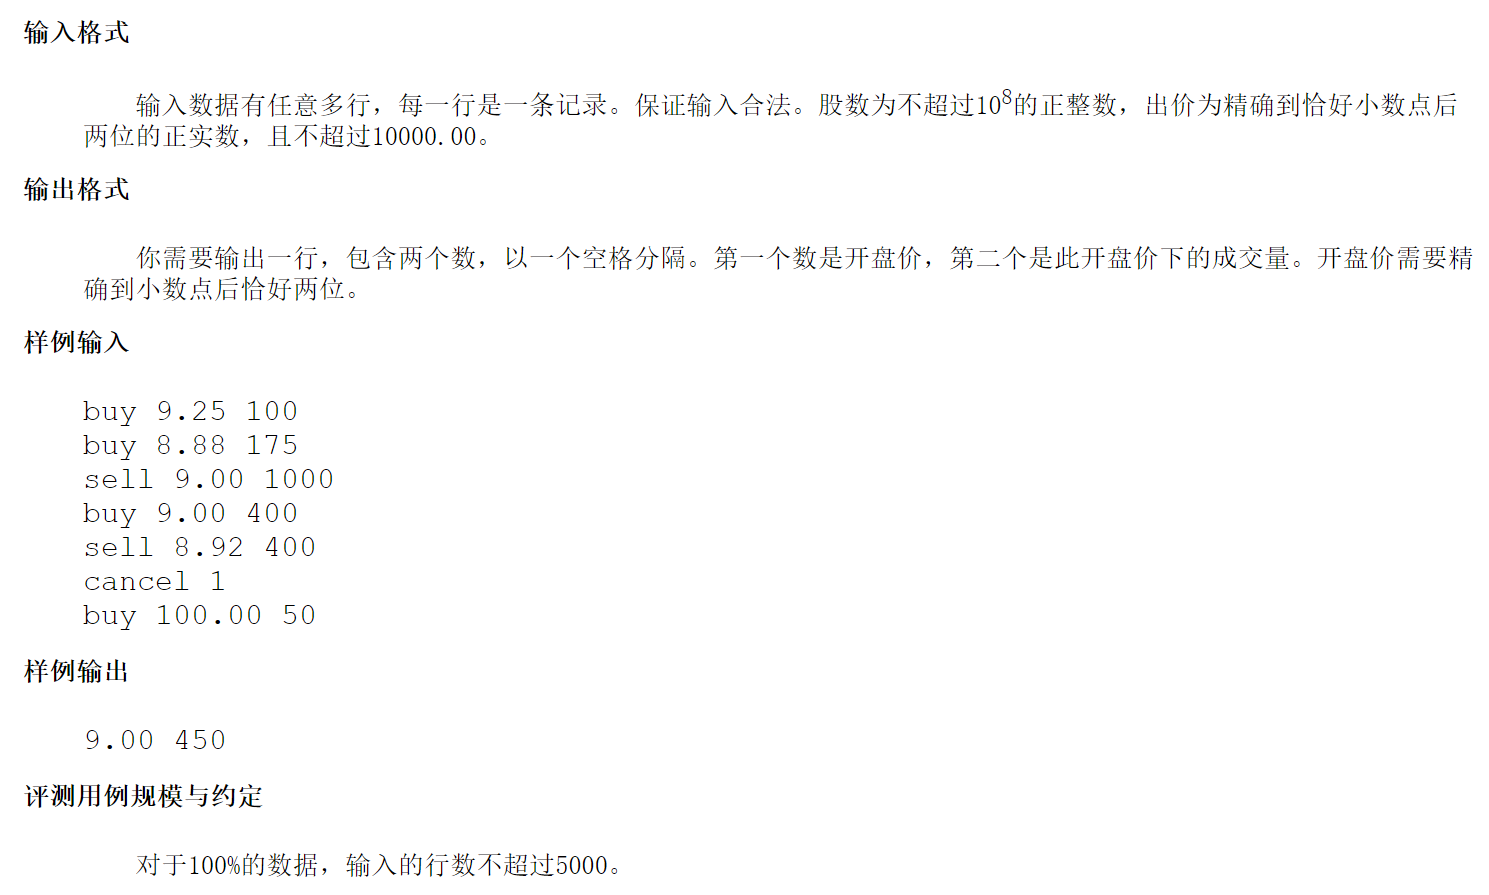 输入格式
输入数据有任意多行，每一行是一条记录。保证输入合法。股数为不超过10⁸的正整数，出价为精确到恰好小数点后
两位的正实数，且不超过10000.00。
输出格式
你需要输出一行，包含两个数，以一个空格分隔。第一个数是开盘价，第二个是此开盘价下的成交量。开盘价需要精
确到小数点后恰好两位。
样例输入
buy 9.25 100
buy 8.88 175
sell 9.00 1000
buy 9.00 400
sell 8.92 400
cancel 1
buy 100.00 50
样例输出
9.00 450
评测用例规模与约定
对于100%的数据，输入的行数不超过5000。